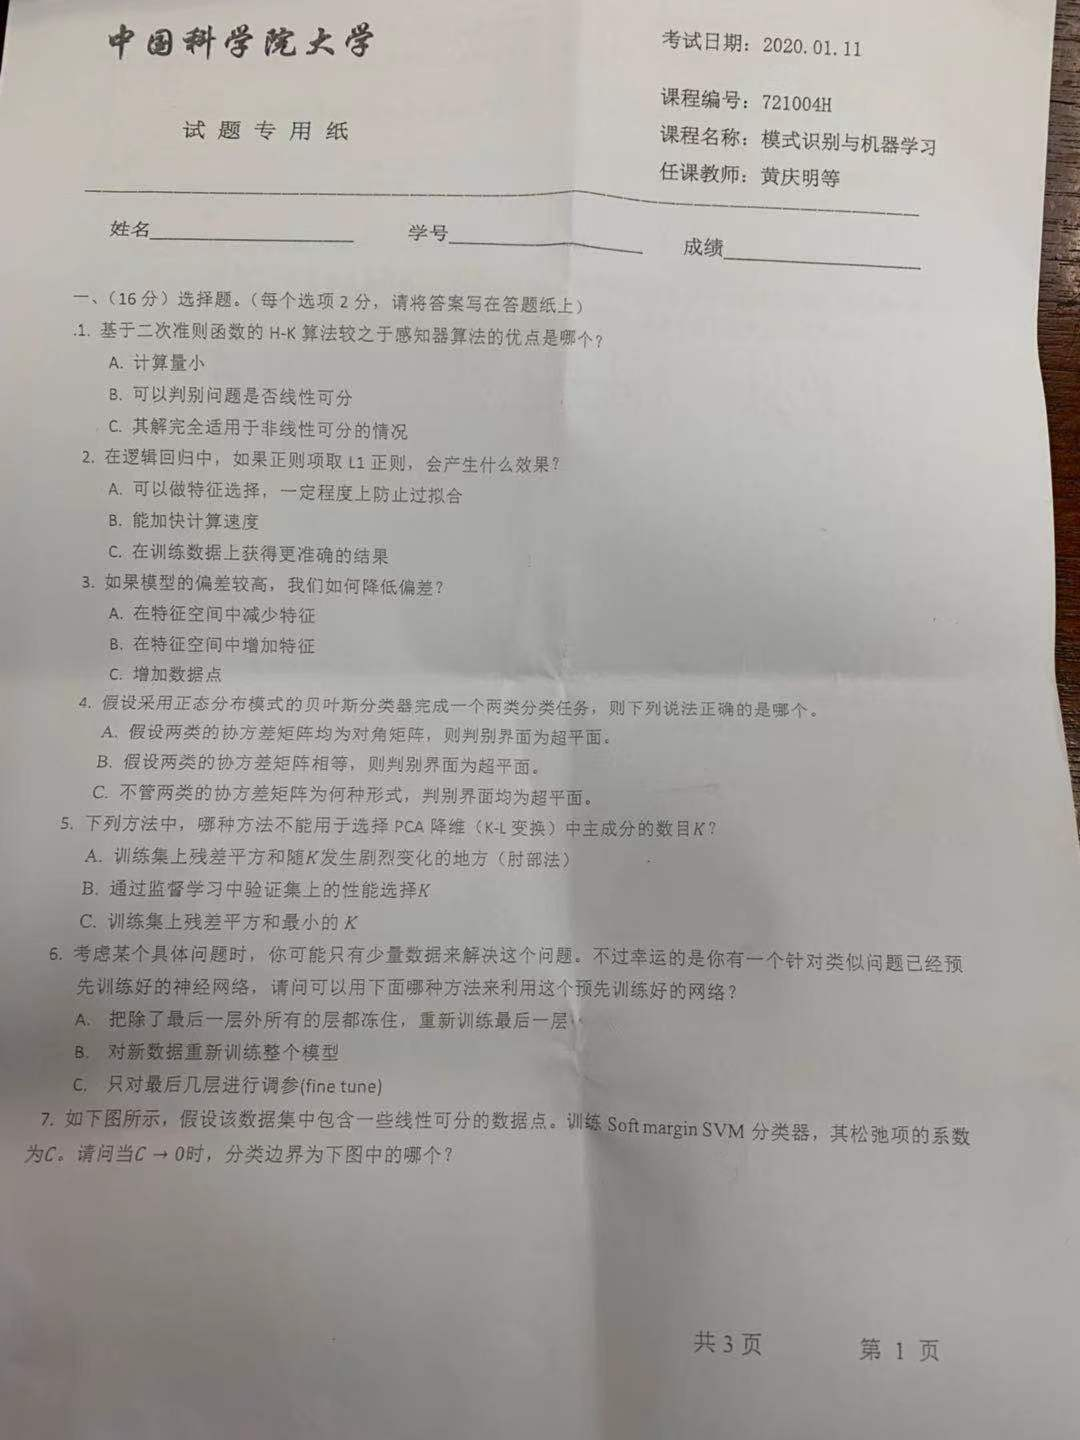 中国科学院大学
试题专用纸
考试日期：2020.01.11
课程编号：721004H
课程名称：模式识别与机器学习
任课教师：黄庆明等
姓名 学号 成绩
一、（16分）选择题。（每个选项2分，请将答案写在答题纸上）
.1. 基于二次准则函数的 H-K 算法较之于感知器算法的优点是哪个？
A. 计算量小
B. 可以判别问题是否线性可分
C. 其解完全适用于非线性可分的情况
2. 在逻辑回归中，如果正则项取 L1 正则，会产生什么效果？
A. 可以做特征选择，一定程度上防止过拟合
B. 能加快计算速度
C. 在训练数据上获得更准确的结果
3. 如果模型的偏差较高，我们如何降低偏差？
A. 在特征空间中减少特征
B. 在特征空间中增加特征
C. 增加数据点
4. 假设采用正态分布模式的贝叶斯分类器完成一个两类分类任务，则下列说法正确的是哪个。
A. 假设两类的协方差矩阵均为对角矩阵，则判别界面为超平面。
B. 假设两类的协方差矩阵相等，则判别界面为超平面。
C. 不管两类的协方差矩阵为何种形式，判别界面均为超平面。
5. 下列方法中，哪种方法不能用于选择 PCA 降维（K-L 变换）中主成分的数目K？
A. 训练集上残差平方和随K发生剧烈变化的地方（肘部法）
B. 通过监督学习中验证集上的性能选择K
C. 训练集上残差平方和最小的 K
6. 考虑某个具体问题时，你可能只有少量数据来解决这个问题。不过幸运的是你有一个针对类似问题已经预
先训练好的神经网络，请问可以用下面哪种方法来利用这个预先训练好的网络？
A. 把除了最后一层外所有的层都冻住，重新训练最后一层
B. 对新数据重新训练整个模型
C. 只对最后几层进行调参(fine tune)
7. 如下图所示，假设该数据集中包含一些线性可分的数据点。训练 Soft margin SVM 分类器，其松弛项的系数
为C。请问当C → 0时，分类边界为下图中的哪个？
共 3 页 第 1 页